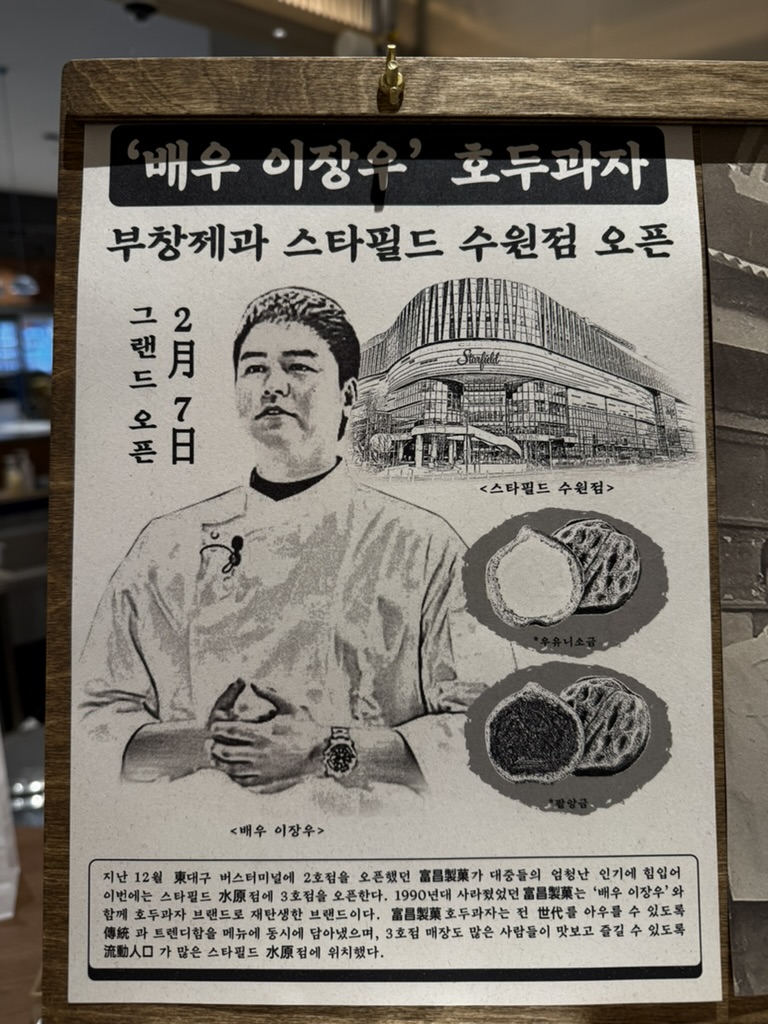 ‘배우 이장우’ 호두과자
부창제과 스타필드 수원점 오픈
2月 7日
그랜드 오픈
Starfield
<스타필드 수원점>
*우유니소금
*팥앙금
<배우 이장우>
지난 12월 東대구 버스터미널에 2호점을 오픈했던 富昌製菓가 대중들의 엄청난 인기에 힘입어
이번에는 스타필드 水原점에 3호점을 오픈한다. 1990년대 사라졌었던 富昌製菓는 ‘배우 이장우’와
함께 호두과자 브랜드로 재탄생한 브랜드이다. 富昌製菓호두과자는 전 世代를 아우를 수 있도록
傳統 과 트렌디함을 메뉴에 동시에 담아냈으며, 3호점 매장도 많은 사람들이 맛보고 즐길 수 있도록
流動人口 가 많은 스타필드 水原점에 위치했다.